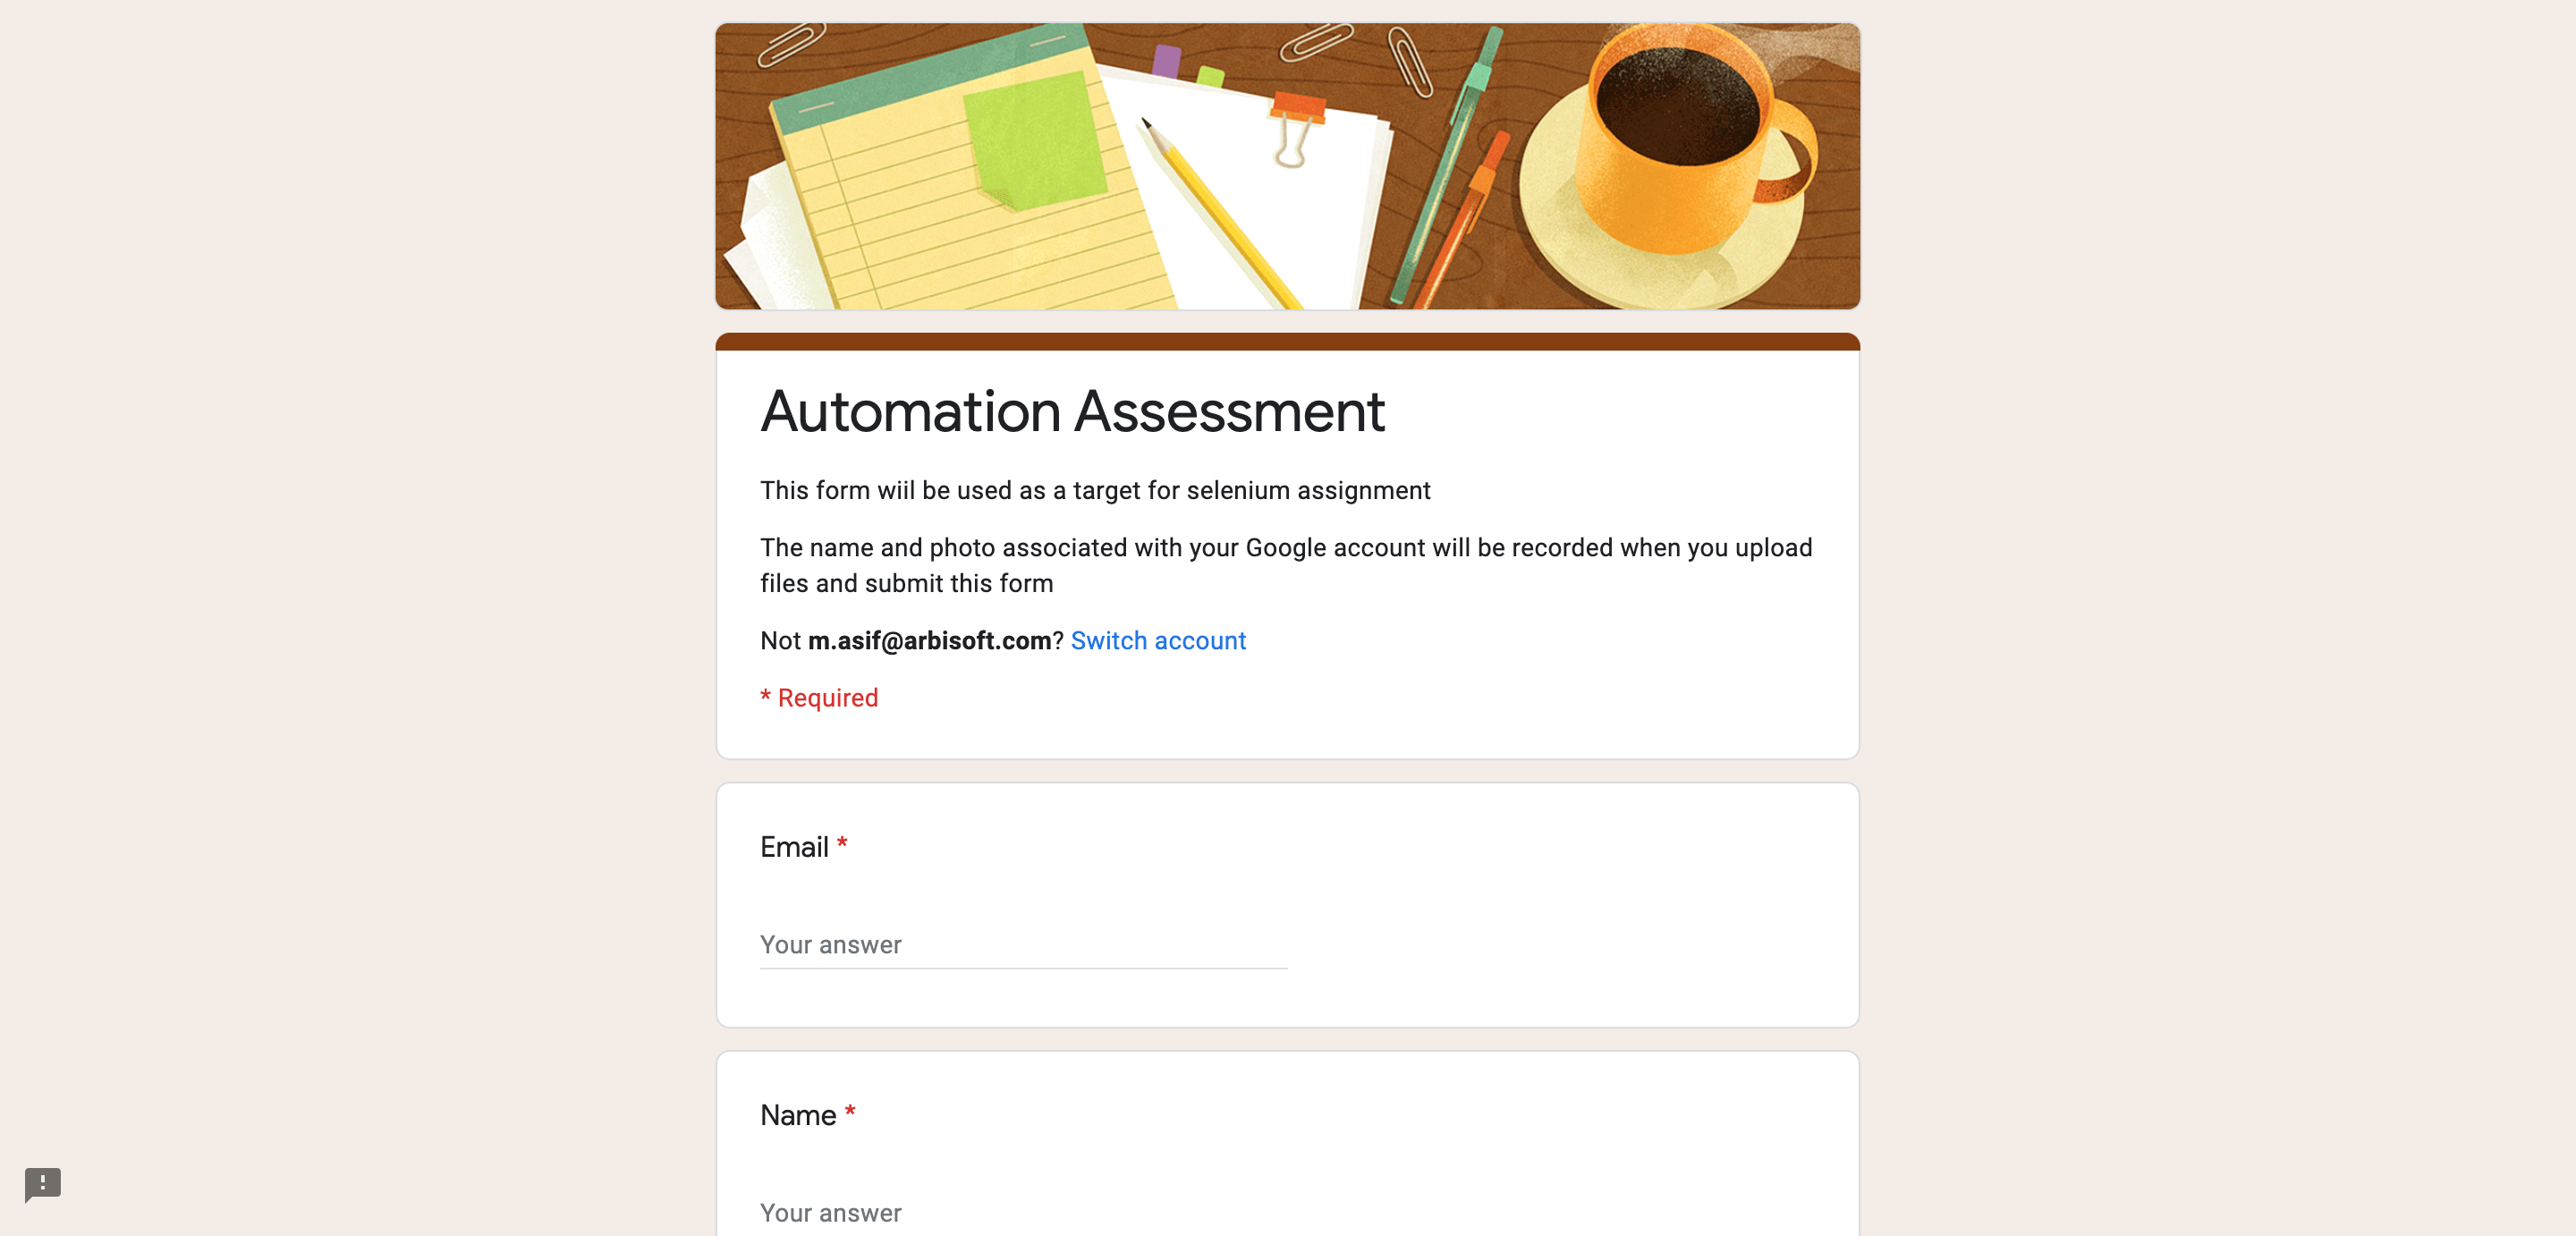 Automation Assessment
This form wiil be used as a target for selenium assignment
The name and photo associated with your Google account will be recorded when you upload
files and submit this form
Not m.asif@arbisoft.com? Switch account
* Required
Email *
Your answer
Name *
Your answer